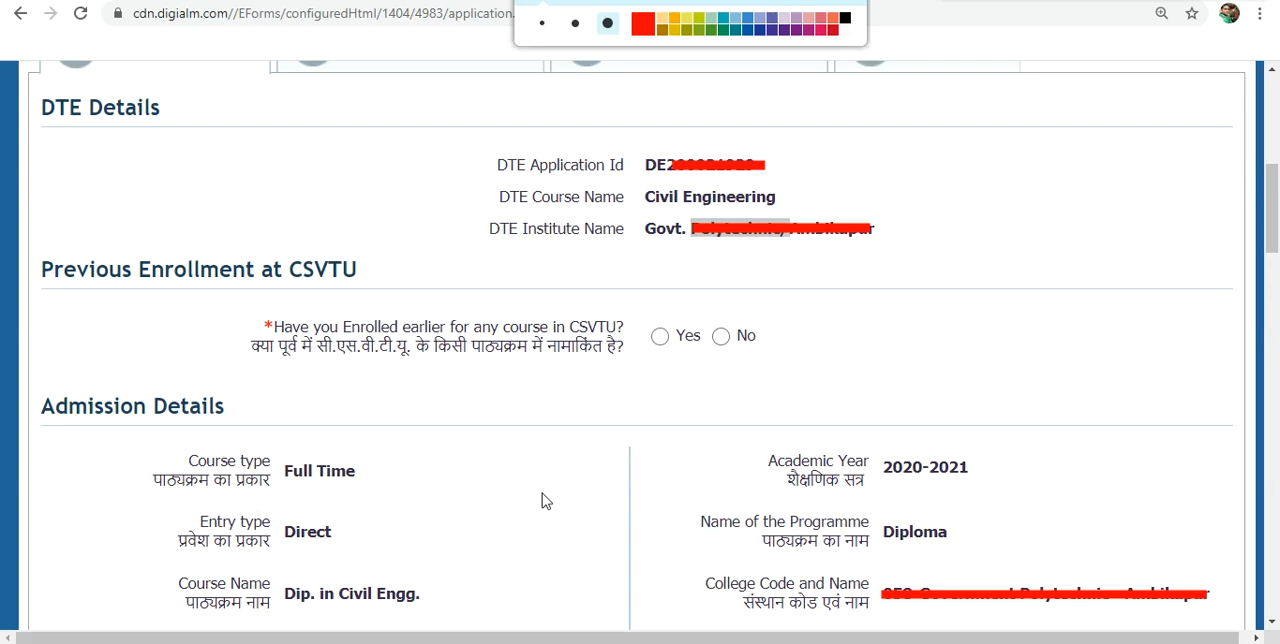 cdn.digialm.com//EForms/configuredHtml/1404/4983/application.
DTE Details
DTE Application Id
DTE Course Name Civil Engineering
DTE Institute Name Govt.
Previous Enrollment at CSVTU
*Have you Enrolled earlier for any course in CSVTU? Yes No
क्या पूर्व में सी.एस.वी.टी.यू. के किसी पाठ्यक्रम में नामाकिंत है?
Admission Details
Course type Full Time
पाठ्यक्रम का प्रकार
Academic Year 2020-2021
शैक्षणिक सत्र
Entry type Direct
प्रवेश का प्रकार
Name of the Programme Diploma
पाठ्यक्रम का नाम
Course Name Dip. in Civil Engg.
पाठ्यक्रम नाम
College Code and Name
संस्थान कोड एवं नाम